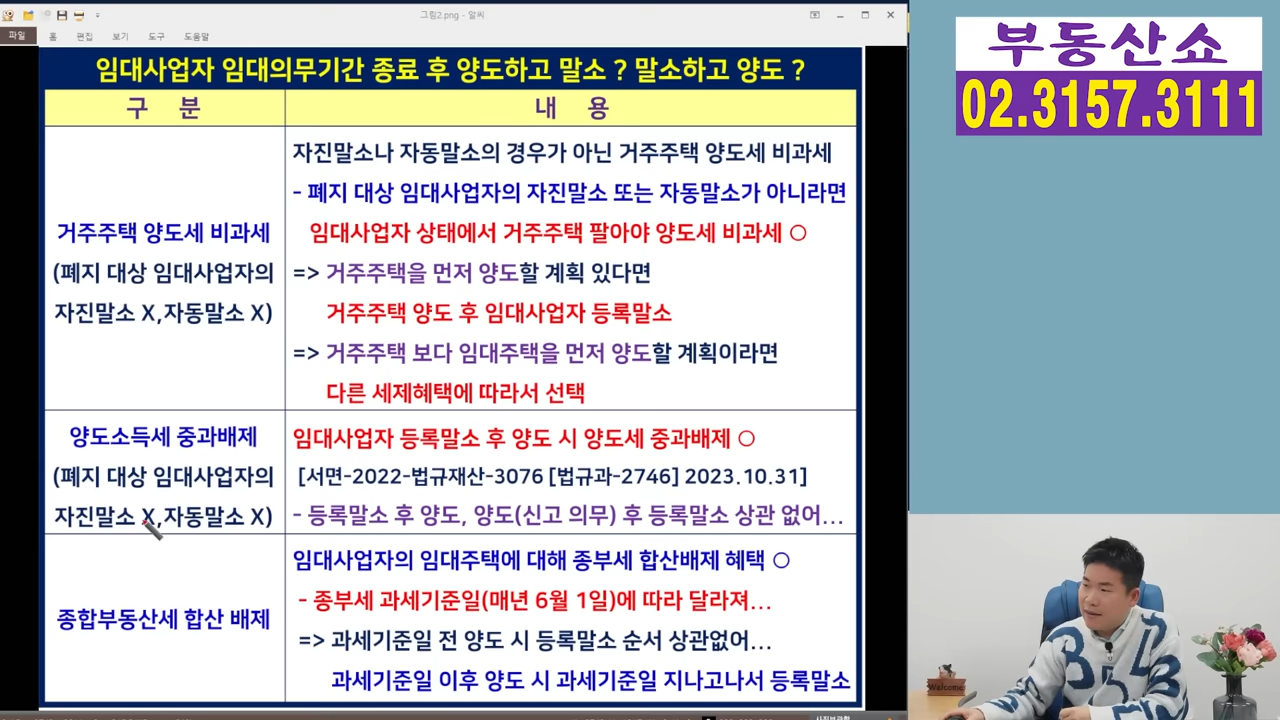 그림2.png - 알씨
파일 홈 편집 보기 도구 도움말
부동산쇼
02.3157.3111
임대사업자 임대의무기간 종료 후 양도하고 말소 ? 말소하고 양도 ?
구 분 내 용
거주주택 양도세 비과세
(폐지 대상 임대사업자의
자진말소 X,자동말소 X)
자진말소나 자동말소의 경우가 아닌 거주주택 양도세 비과세
- 폐지 대상 임대사업자의 자진말소 또는 자동말소가 아니라면
임대사업자 상태에서 거주주택 팔아야 양도세 비과세 ○
=> 거주주택을 먼저 양도할 계획 있다면
거주주택 양도 후 임대사업자 등록말소
=> 거주주택 보다 임대주택을 먼저 양도할 계획이라면
다른 세제혜택에 따라서 선택
양도소득세 중과배제
(폐지 대상 임대사업자의
자진말소 X,자동말소 X)
임대사업자 등록말소 후 양도 시 양도세 중과배제 ○
[서면-2022-법규재산-3076 [법규과-2746] 2023.10.31]
- 등록말소 후 양도, 양도(신고 의무) 후 등록말소 상관 없어...
종합부동산세 합산 배제
임대사업자의 임대주택에 대해 종부세 합산배제 혜택 ○
- 종부세 과세기준일(매년 6월 1일)에 따라 달라져...
=> 과세기준일 전 양도 시 등록말소 순서 상관없어...
과세기준일 이후 양도 시 과세기준일 지나고나서 등록말소
Welcome